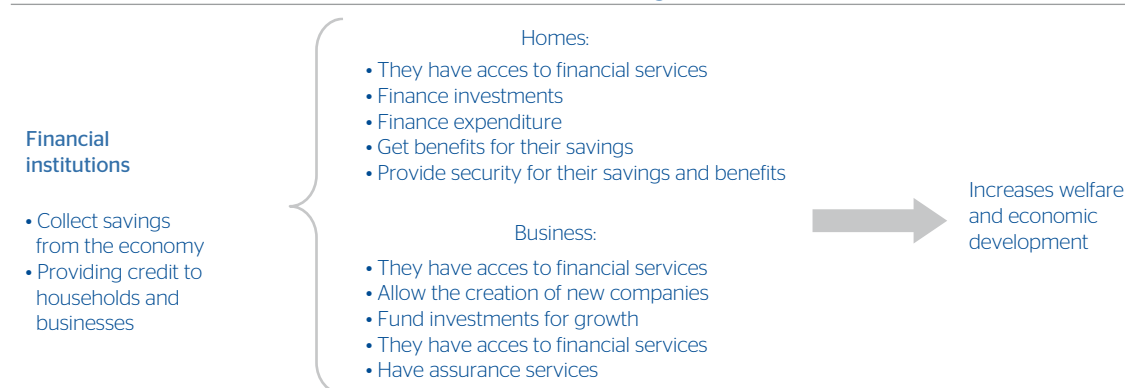 Financial
institutions
• Collect savings
from the economy
• Providing credit to
households and
businesses
Homes:
• They have acces to financial services
• Finance investments
• Finance expenditure
• Get benefits for their savings
• Provide security for their savings and benefits
Business:
• They have acces to financial services
• Allow the creation of new companies
• Fund investments for growth
• They have acces to financial services
• Have assurance services
Increases welfare
and economic
development